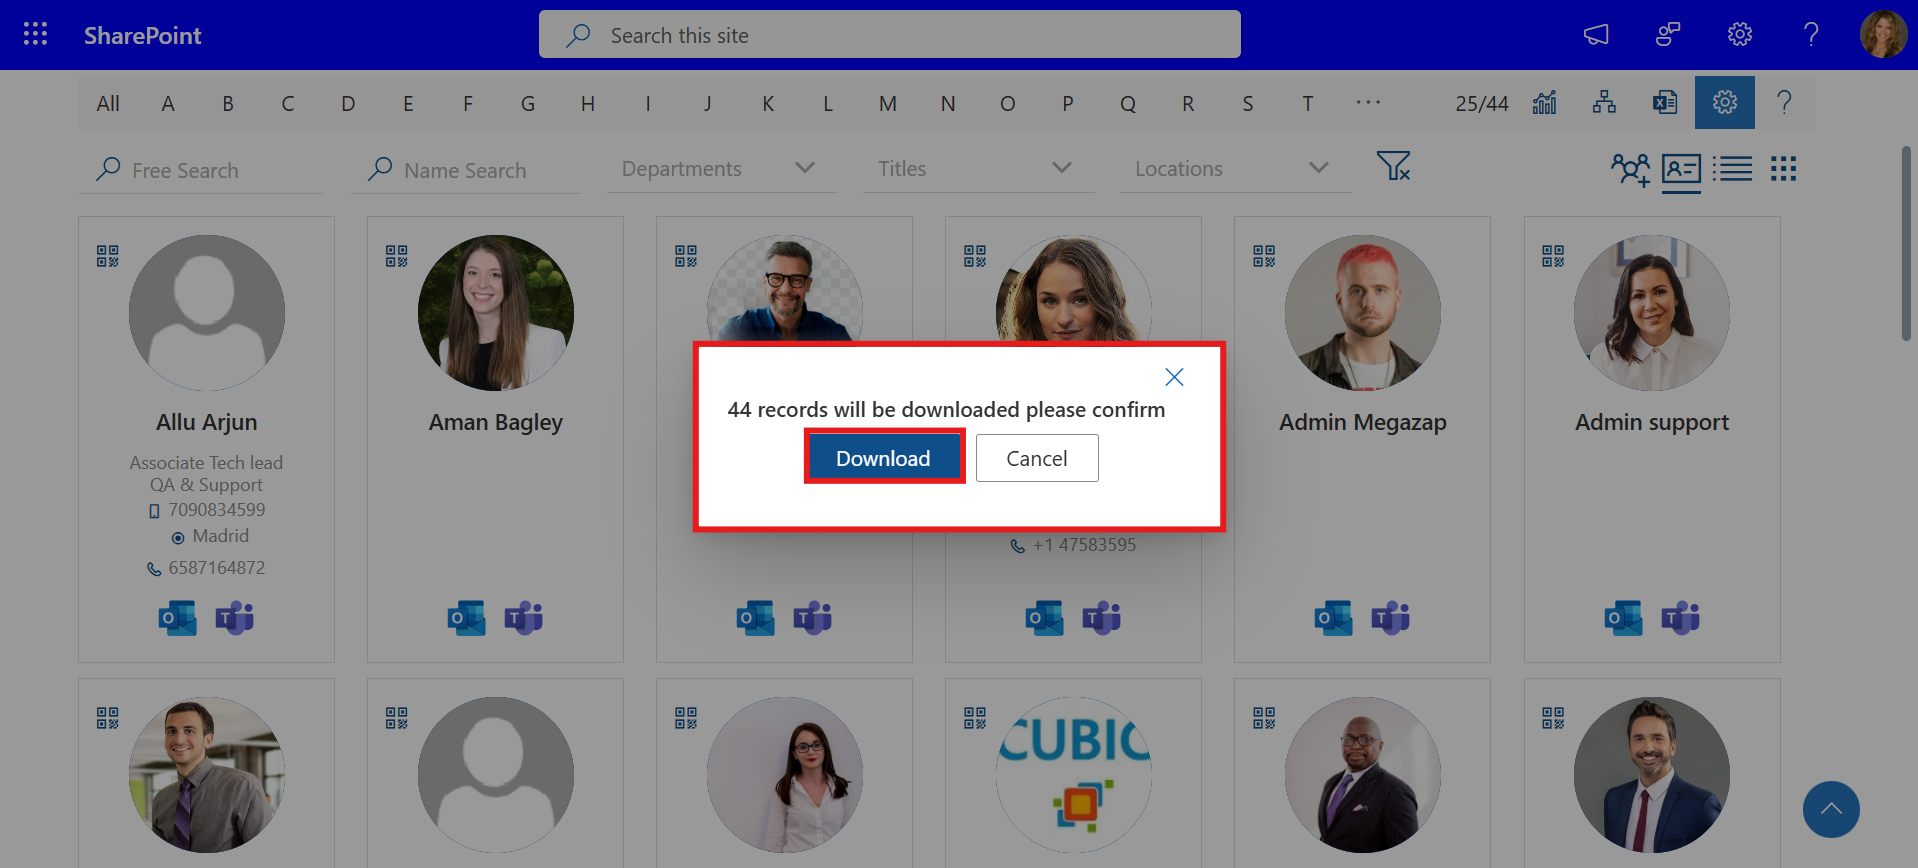 SharePoint
Search this site
All A B C D E F G H I J K L M N O P Q R S T ... 25/44
Free Search Name Search Departments Titles Locations
44 records will be downloaded please confirm
Download Cancel
Allu Arjun
Associate Tech lead
QA & Support
7090834599
Madrid
6587164872
Aman Bagley
+1 47583595
Admin Megazap
Admin support
CUBIC